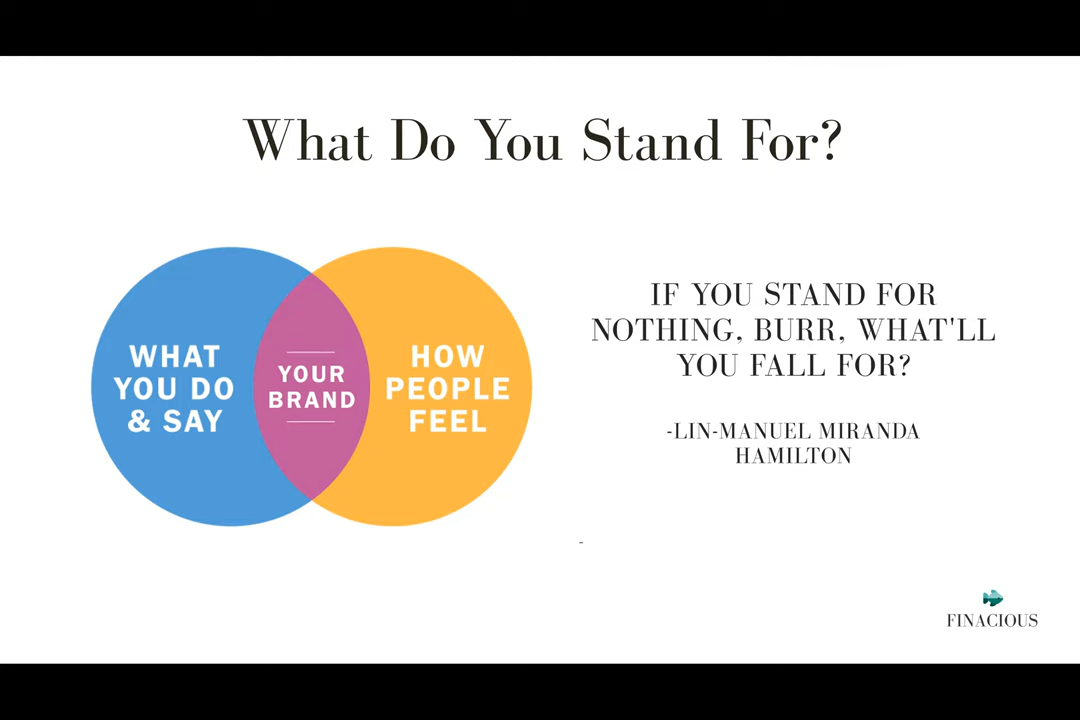 What Do You Stand For?
WHAT
YOU DO
& SAY
YOUR
BRAND
HOW
PEOPLE
FEEL
IF YOU STAND FOR
NOTHING, BURR, WHAT'LL
YOU FALL FOR?
-LIN-MANUEL MIRANDA
HAMILTON
-
FINACIOUS